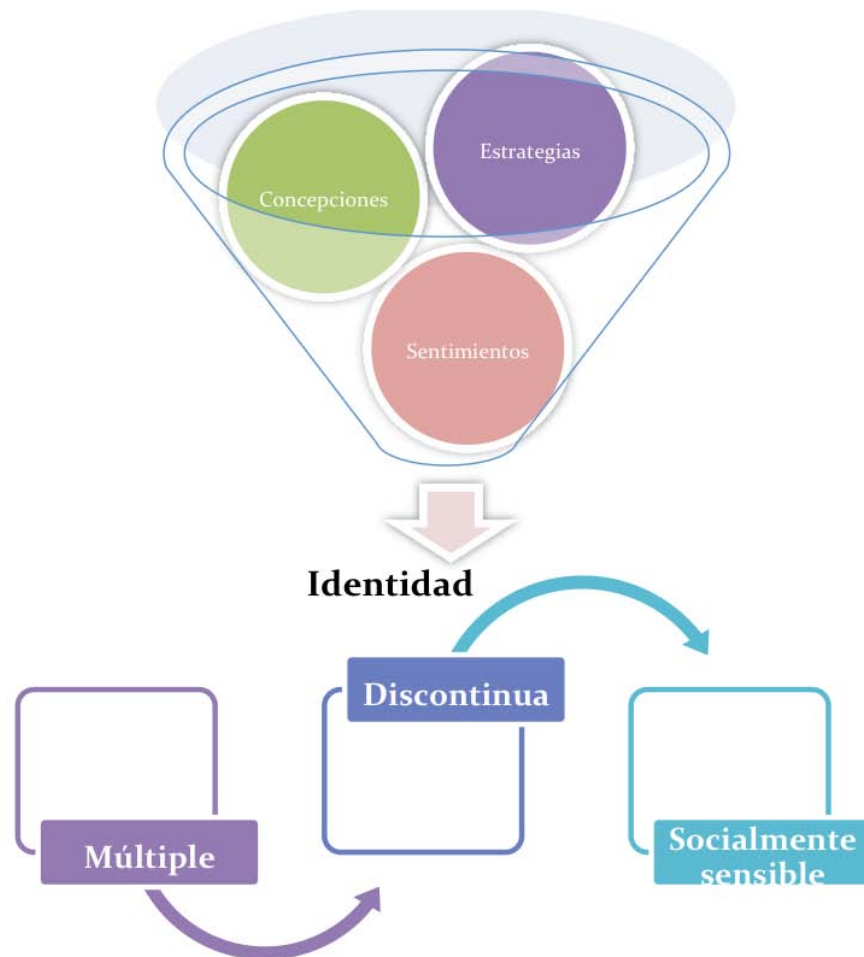 Estrategias
Concepciones
Sentimientos
Identidad
Discontinua
Múltiple
Socialmente
sensible